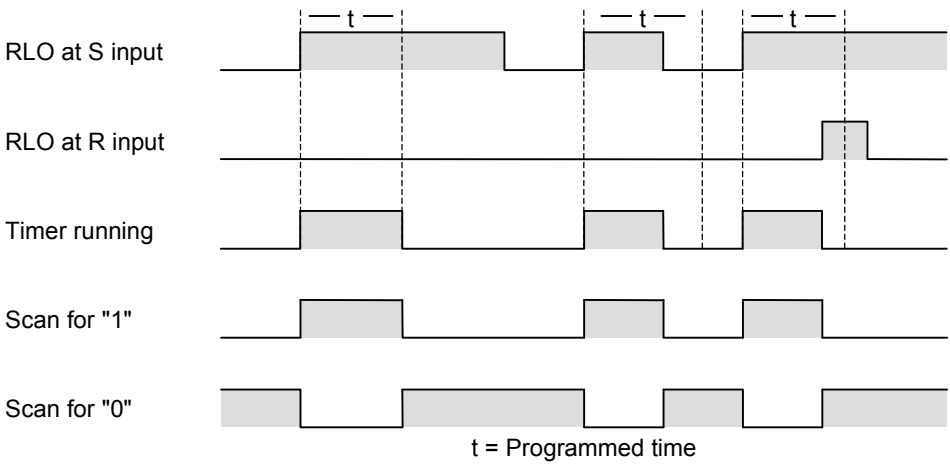 t t t
RLO at S input
RLO at R input
Timer running
Scan for "1"
Scan for "0"
t = Programmed time